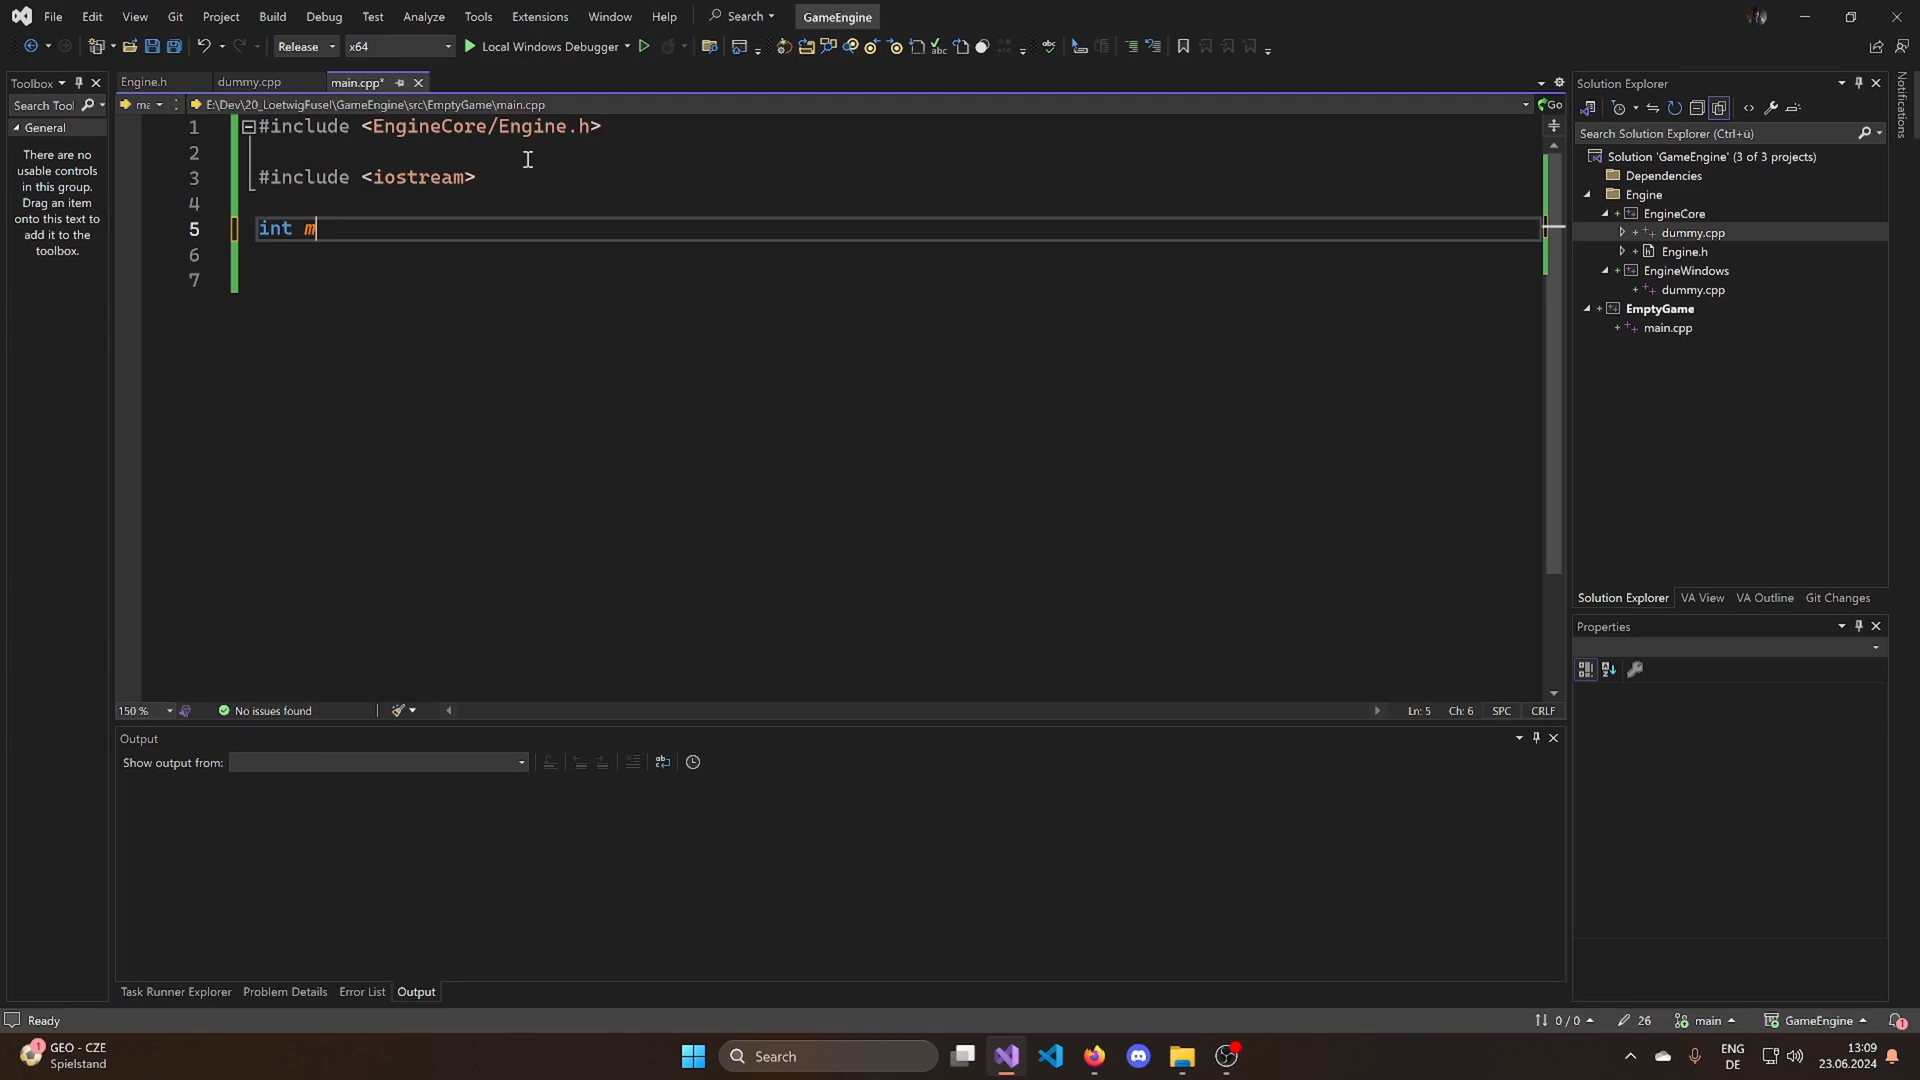 File Edit View Git Project Build Debug Test Analyze Tools Extensions Window Help Search GameEngine
Release x64 Local Windows Debugger
Toolbox
Search Tool
General
There are no
usable controls
in this group.
Drag an item
onto this text to
add it to the
toolbox.
Engine.h dummy.cpp main.cpp*
ma E:\Dev\20_LoetwigFusel\GameEngine\src\EmptyGame\main.cpp Go
1 #include <EngineCore/Engine.h>
2
3 #include <iostream>
4
5 int m
6
7
150 % No issues found Ln: 5 Ch: 6 SPC CRLF
Output
Show output from:
Task Runner Explorer Problem Details Error List Output
Solution Explorer
Search Solution Explorer (Ctrl+ü)
Solution 'GameEngine' (3 of 3 projects)
Dependencies
Engine
EngineCore
dummy.cpp
Engine.h
EngineWindows
dummy.cpp
EmptyGame
main.cpp
Solution Explorer VA View VA Outline Git Changes
Properties
Notifications
Ready 0 / 0 26 main GameEngine 1
1 GEO - CZE
Spielstand
Search
ENG
DE
13:09
23.06.2024